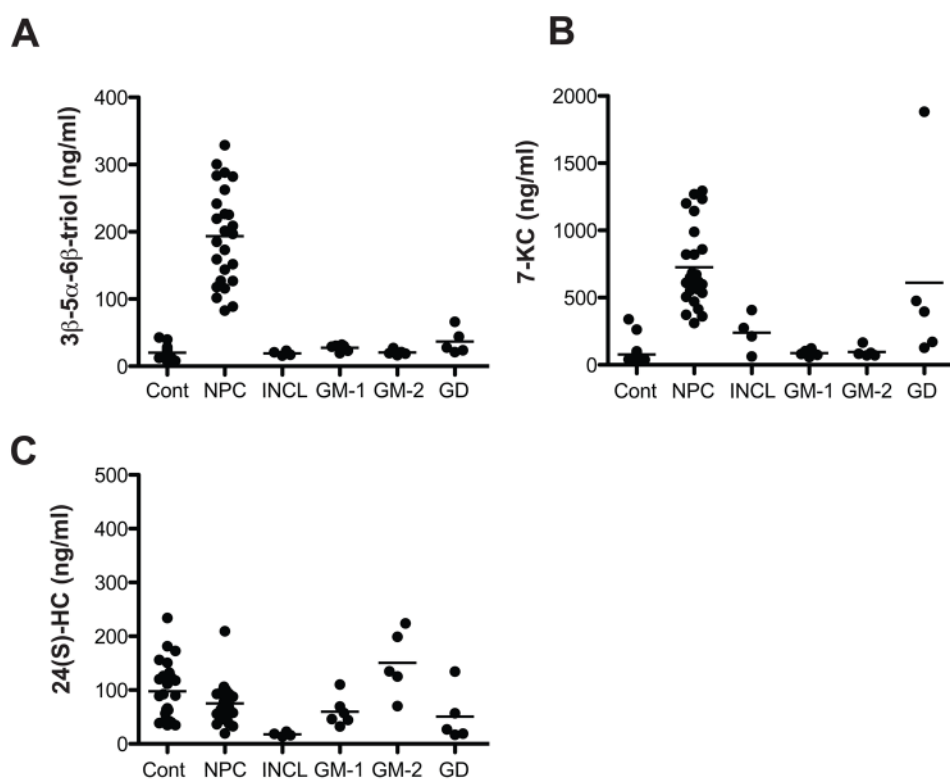 A
3β-5α-6β-triol (ng/ml)
400
300
200
100
0
Cont NPC INCL GM-1 GM-2 GD
B
7-KC (ng/ml)
2000
1500
1000
500
0
Cont NPC INCL GM-1 GM-2 GD
C
24(S)-HC (ng/ml)
500
400
300
200
100
0
Cont NPC INCL GM-1 GM-2 GD